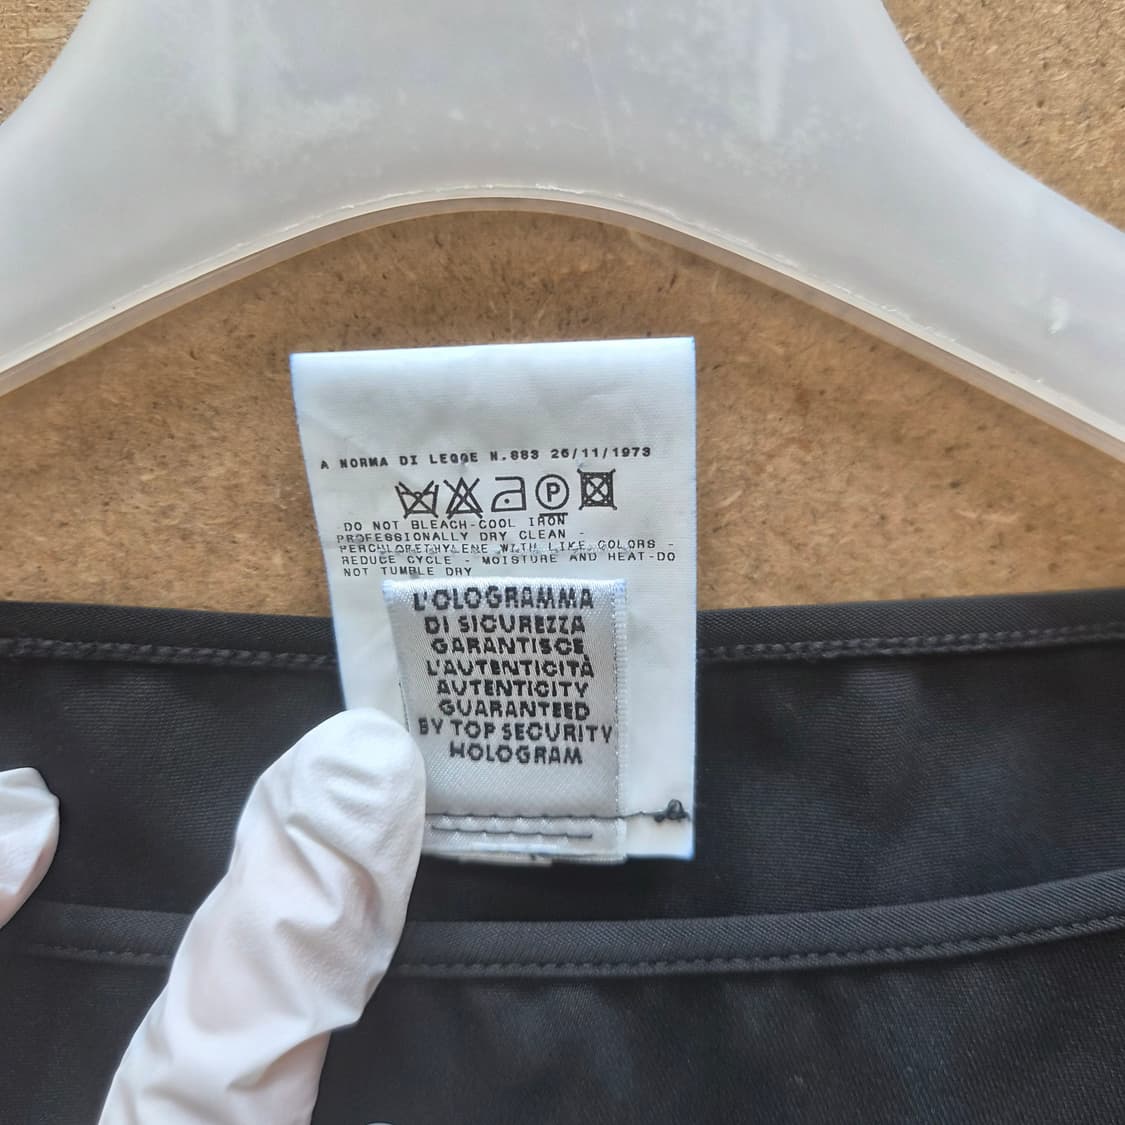 A NORMA DI LEGGE N.883 26/11/1973
P
DO NOT BLEACH-COOL IRON
PROFESSIONALLY DRY CLEAN -
PERCHLORETHYLENE WITH LIKE COLORS -
REDUCE CYCLE - MOISTURE AND HEAT-DO
NOT TUMBLE DRY
L'OLOGRAMMA
DI SICUREZZA
GARANTISCE
L'AUTENTICITÀ
AUTENTICITY
GUARANTEED
BY TOP SECURITY
HOLOGRAM